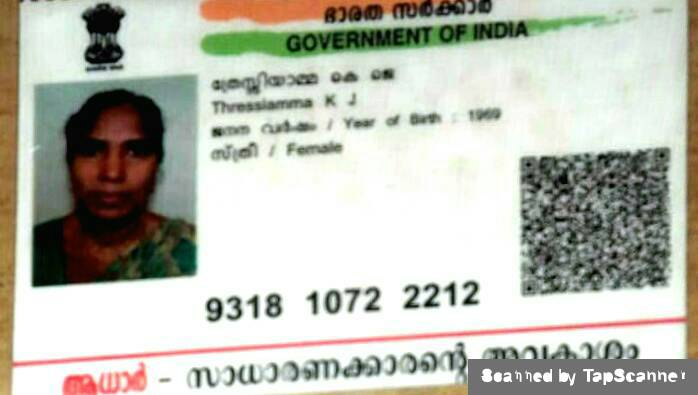 ഭാരത സർക്കാർ
GOVERNMENT OF INDIA
ത്രേസ്സിയാമ്മ കെ ജെ
Thressiamma K J
ജനന വർഷം / Year of Birth : 1969
സ്ത്രീ / Female
9318 1072 2212
ആധാർ - സാധാരണക്കാരന്റെ അവകാശം
Scanned by TapScanner